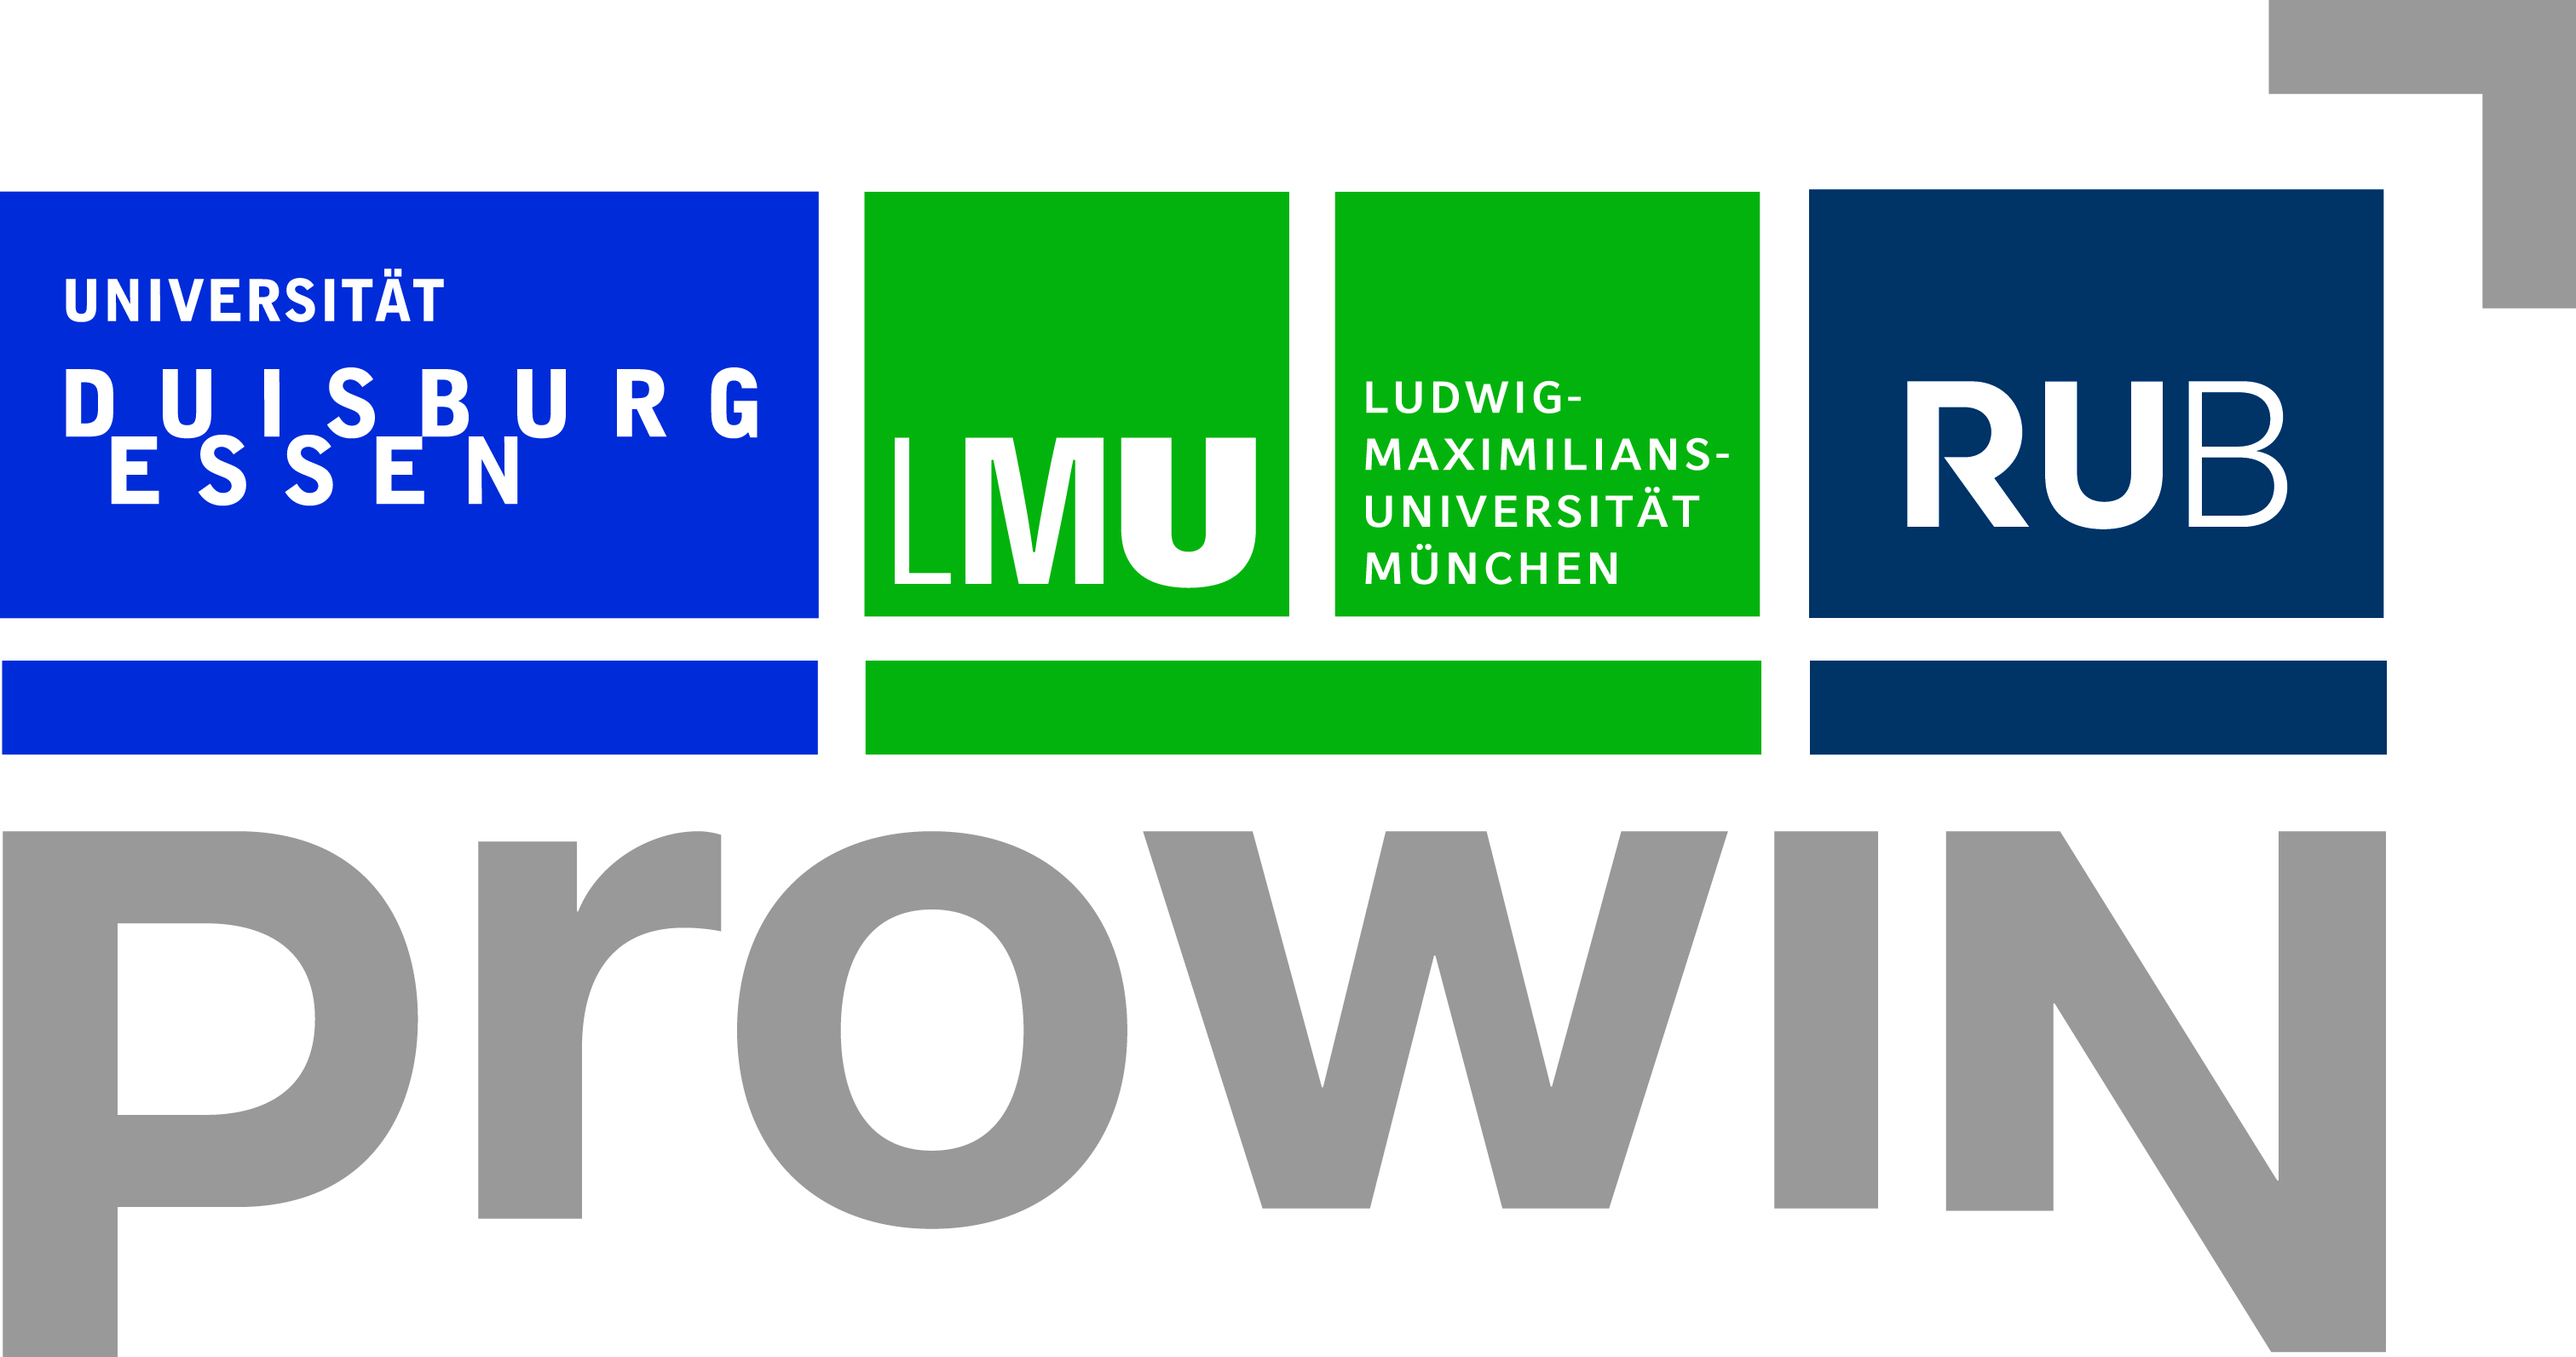 UNIVERSITÄT
DUISBURG
ESSEN
LMU
LUDWIG-
MAXIMILIANS-
UNIVERSITÄT
MÜNCHEN
RUB
ProWIN